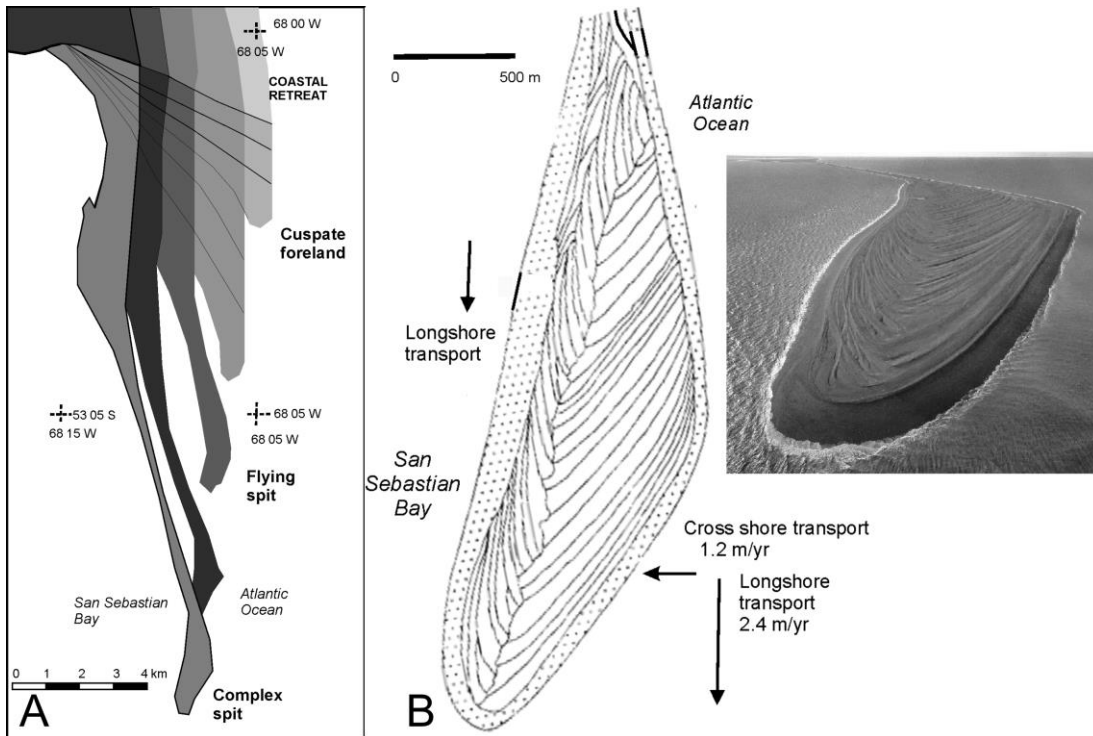 68 00 W
68 05 W
COASTAL
RETREAT
Cuspate
foreland
53 05 S
68 15 W
68 05 W
68 05 W
Flying
spit
San Sebastian
Bay
Atlantic
Ocean
0 1 2 3 4 km
Complex
spit
A
0 500 m
Atlantic
Ocean
Longshore
transport
San
Sebastian
Bay
Cross shore transport
1.2 m/yr
Longshore
transport
2.4 m/yr
B